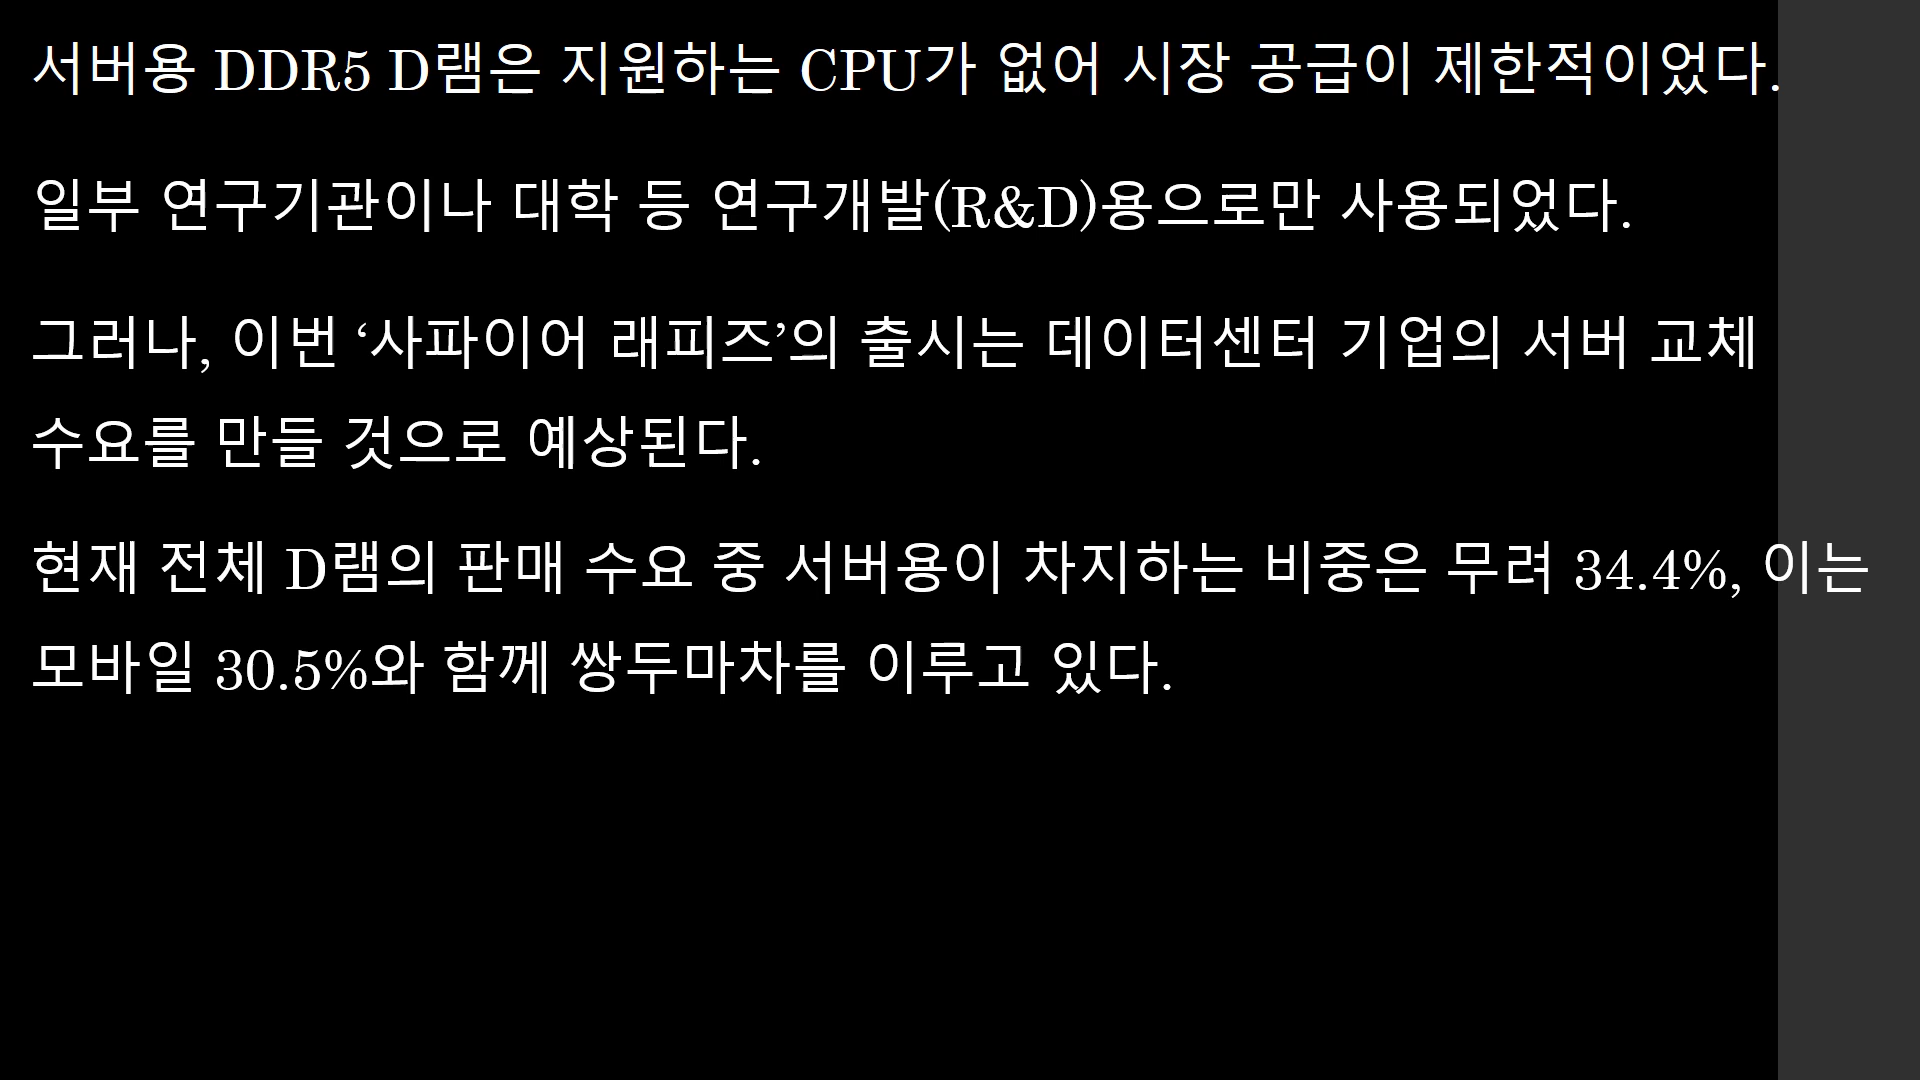 서버용 DDR5 D램은 지원하는 CPU가 없어 시장 공급이 제한적이었다.
일부 연구기관이나 대학 등 연구개발(R&D)용으로만 사용되었다.
그러나, 이번 ‘사파이어 래피즈’의 출시는 데이터센터 기업의 서버 교체
수요를 만들 것으로 예상된다.
현재 전체 D램의 판매 수요 중 서버용이 차지하는 비중은 무려 34.4%, 이는
모바일 30.5%와 함께 쌍두마차를 이루고 있다.